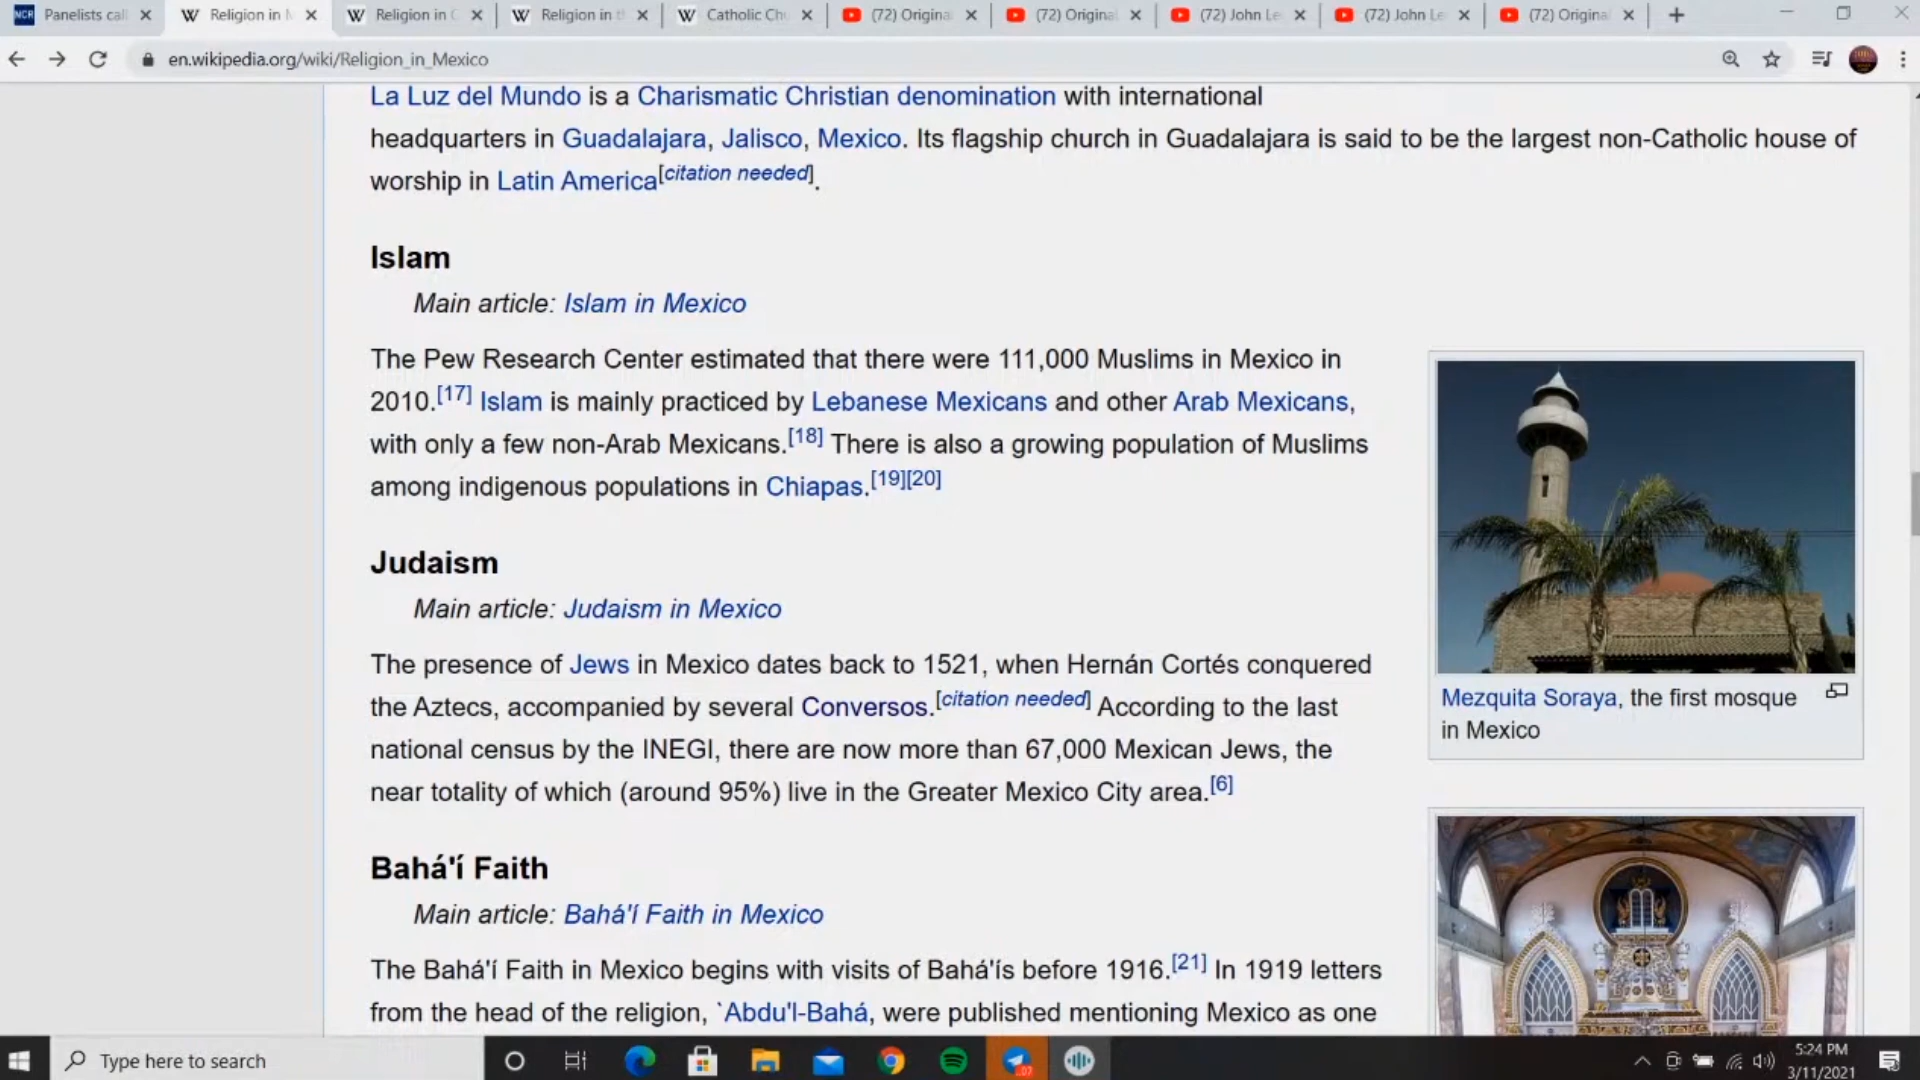 Panelists cal
Religion in M
Religion in C
Religion in t
Catholic Ch
(72) Origina
(72) Origina
(72) John Le
(72) John Le
(72) Origina
en.wikipedia.org/wiki/Religion_in_Mexico
La Luz del Mundo is a Charismatic Christian denomination with international
headquarters in Guadalajara, Jalisco, Mexico. Its flagship church in Guadalajara is said to be the largest non-Catholic house of
worship in Latin America[citation needed].
Islam
Main article: Islam in Mexico
The Pew Research Center estimated that there were 111,000 Muslims in Mexico in
2010.[17] Islam is mainly practiced by Lebanese Mexicans and other Arab Mexicans,
with only a few non-Arab Mexicans.[18] There is also a growing population of Muslims
among indigenous populations in Chiapas.[19][20]
Mezquita Soraya, the first mosque
in Mexico
Judaism
Main article: Judaism in Mexico
The presence of Jews in Mexico dates back to 1521, when Hernán Cortés conquered
the Aztecs, accompanied by several Conversos.[citation needed] According to the last
national census by the INEGI, there are now more than 67,000 Mexican Jews, the
near totality of which (around 95%) live in the Greater Mexico City area.[6]
Bahá'í Faith
Main article: Bahá'í Faith in Mexico
The Bahá'í Faith in Mexico begins with visits of Bahá'ís before 1916.[21] In 1919 letters
from the head of the religion, `Abdu'l-Bahá, were published mentioning Mexico as one
Type here to search
5:24 PM
3/11/2021